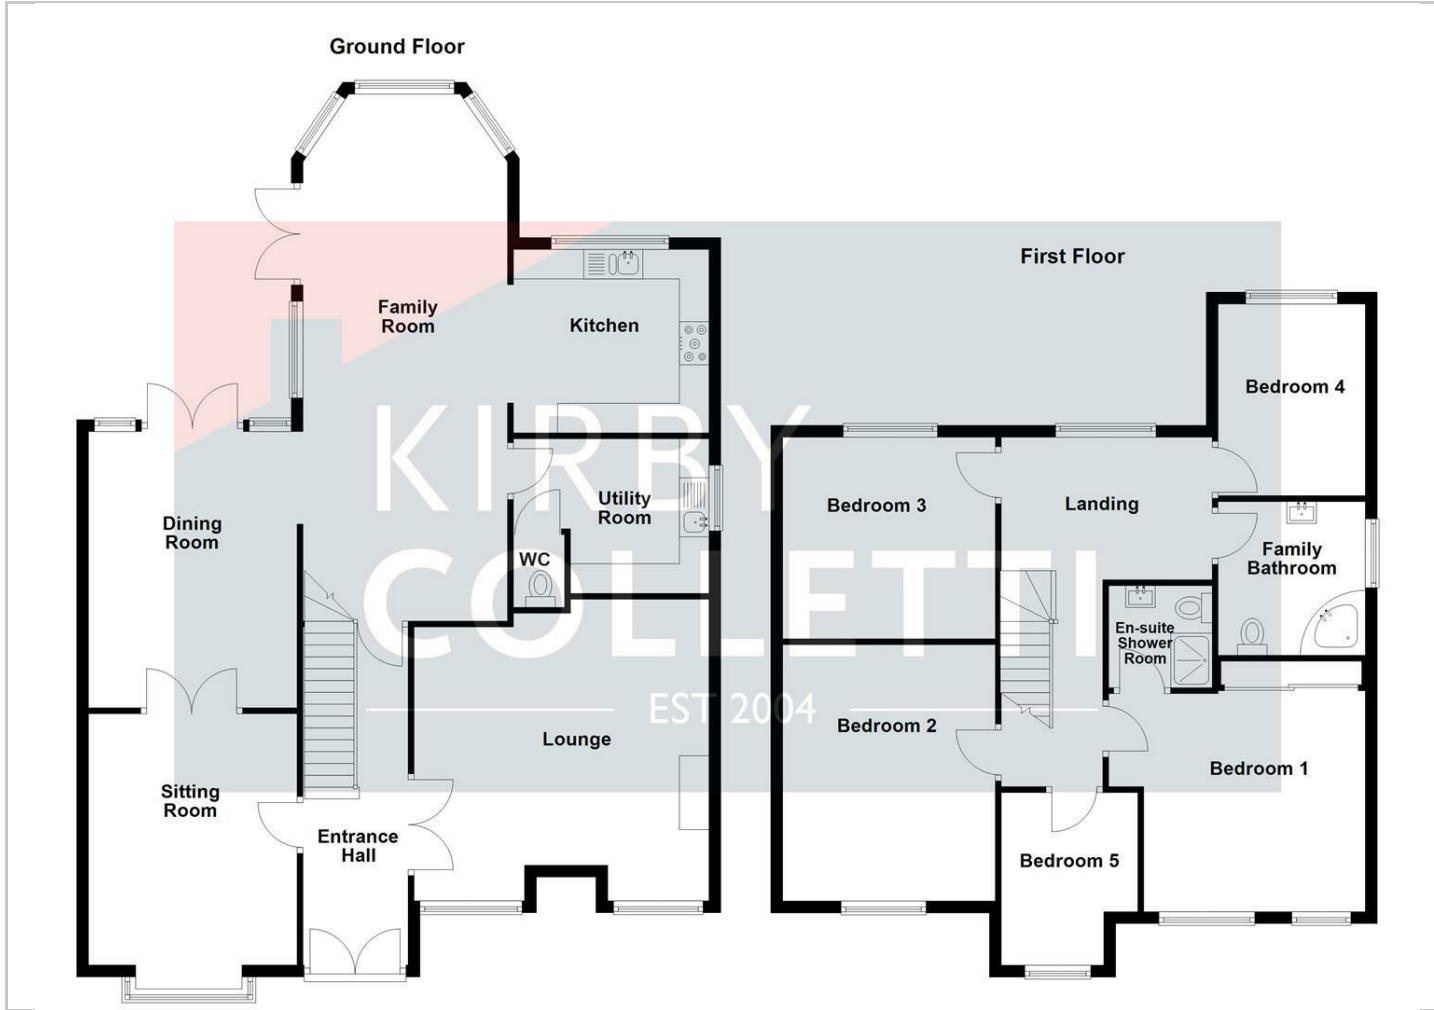 Ground Floor
First Floor
Family
Room
Kitchen
Bedroom 4
KIRBY
Utility
Room
Dining
Room
WC
Bedroom 3
Landing
Family
Bathroom
COLLETTI
En-suite
Shower
Room
EST 2004
Lounge
Bedroom 2
Bedroom 1
Sitting
Room
Entrance
Hall
Bedroom 5